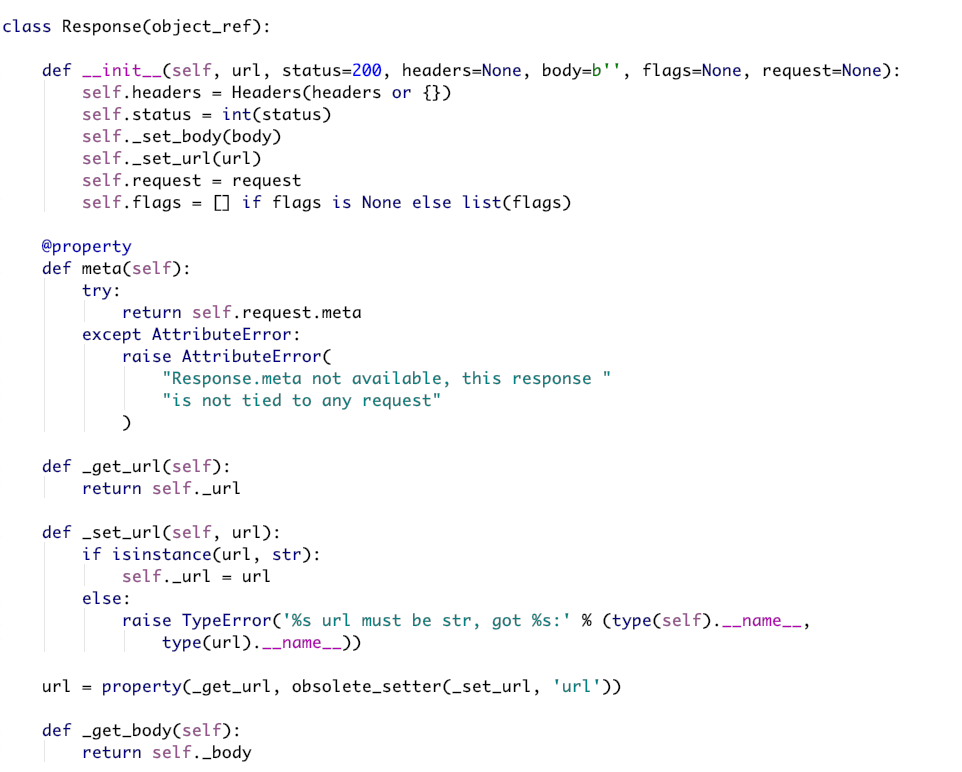 class Response(object_ref):

    def __init__(self, url, status=200, headers=None, body=b'', flags=None, request=None):
        self.headers = Headers(headers or {})
        self.status = int(status)
        self._set_body(body)
        self._set_url(url)
        self.request = request
        self.flags = [] if flags is None else list(flags)

    @property
    def meta(self):
        try:
            return self.request.meta
        except AttributeError:
            raise AttributeError(
                "Response.meta not available, this response "
                "is not tied to any request"
            )

    def _get_url(self):
        return self._url

    def _set_url(self, url):
        if isinstance(url, str):
            self._url = url
        else:
            raise TypeError('%s url must be str, got %s:' % (type(self).__name__,
                type(url).__name__))

    url = property(_get_url, obsolete_setter(_set_url, 'url'))

    def _get_body(self):
        return self._body